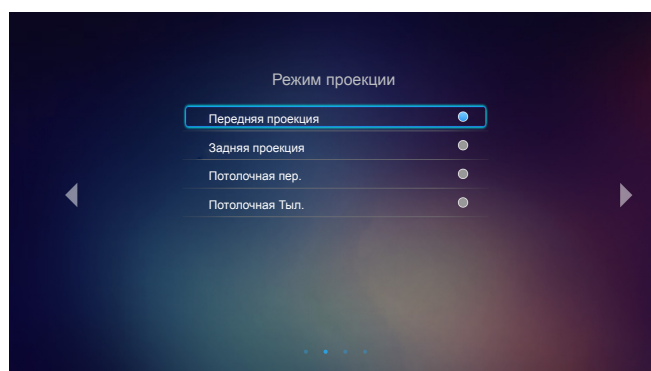 Режим проекции
Передняя проекция
Задняя проекция
Потолочная пер.
Потолочная Тыл.